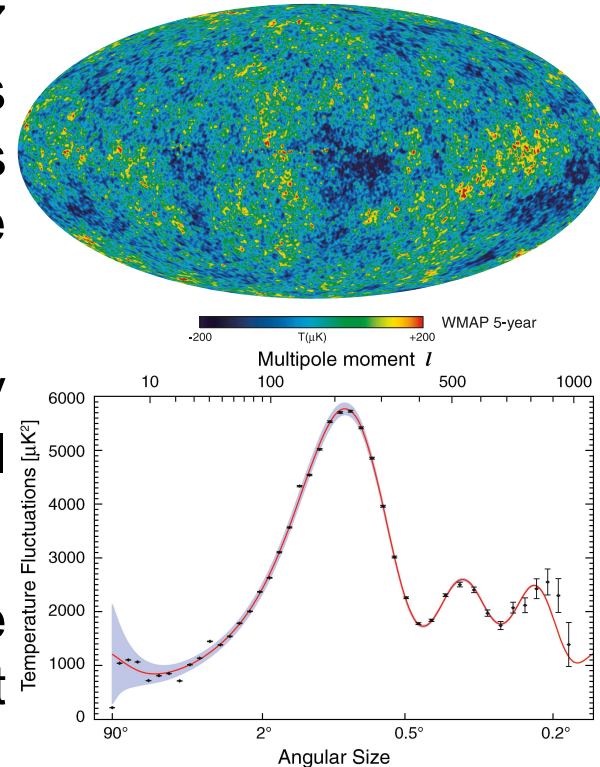 -200 T(μK) +200 WMAP 5-year
Multipole moment l
10 100 500 1000
6000
5000
4000
3000
2000
1000
0
Temperature Fluctuations [μK²]
90° 2° 0.5° 0.2°
Angular Size